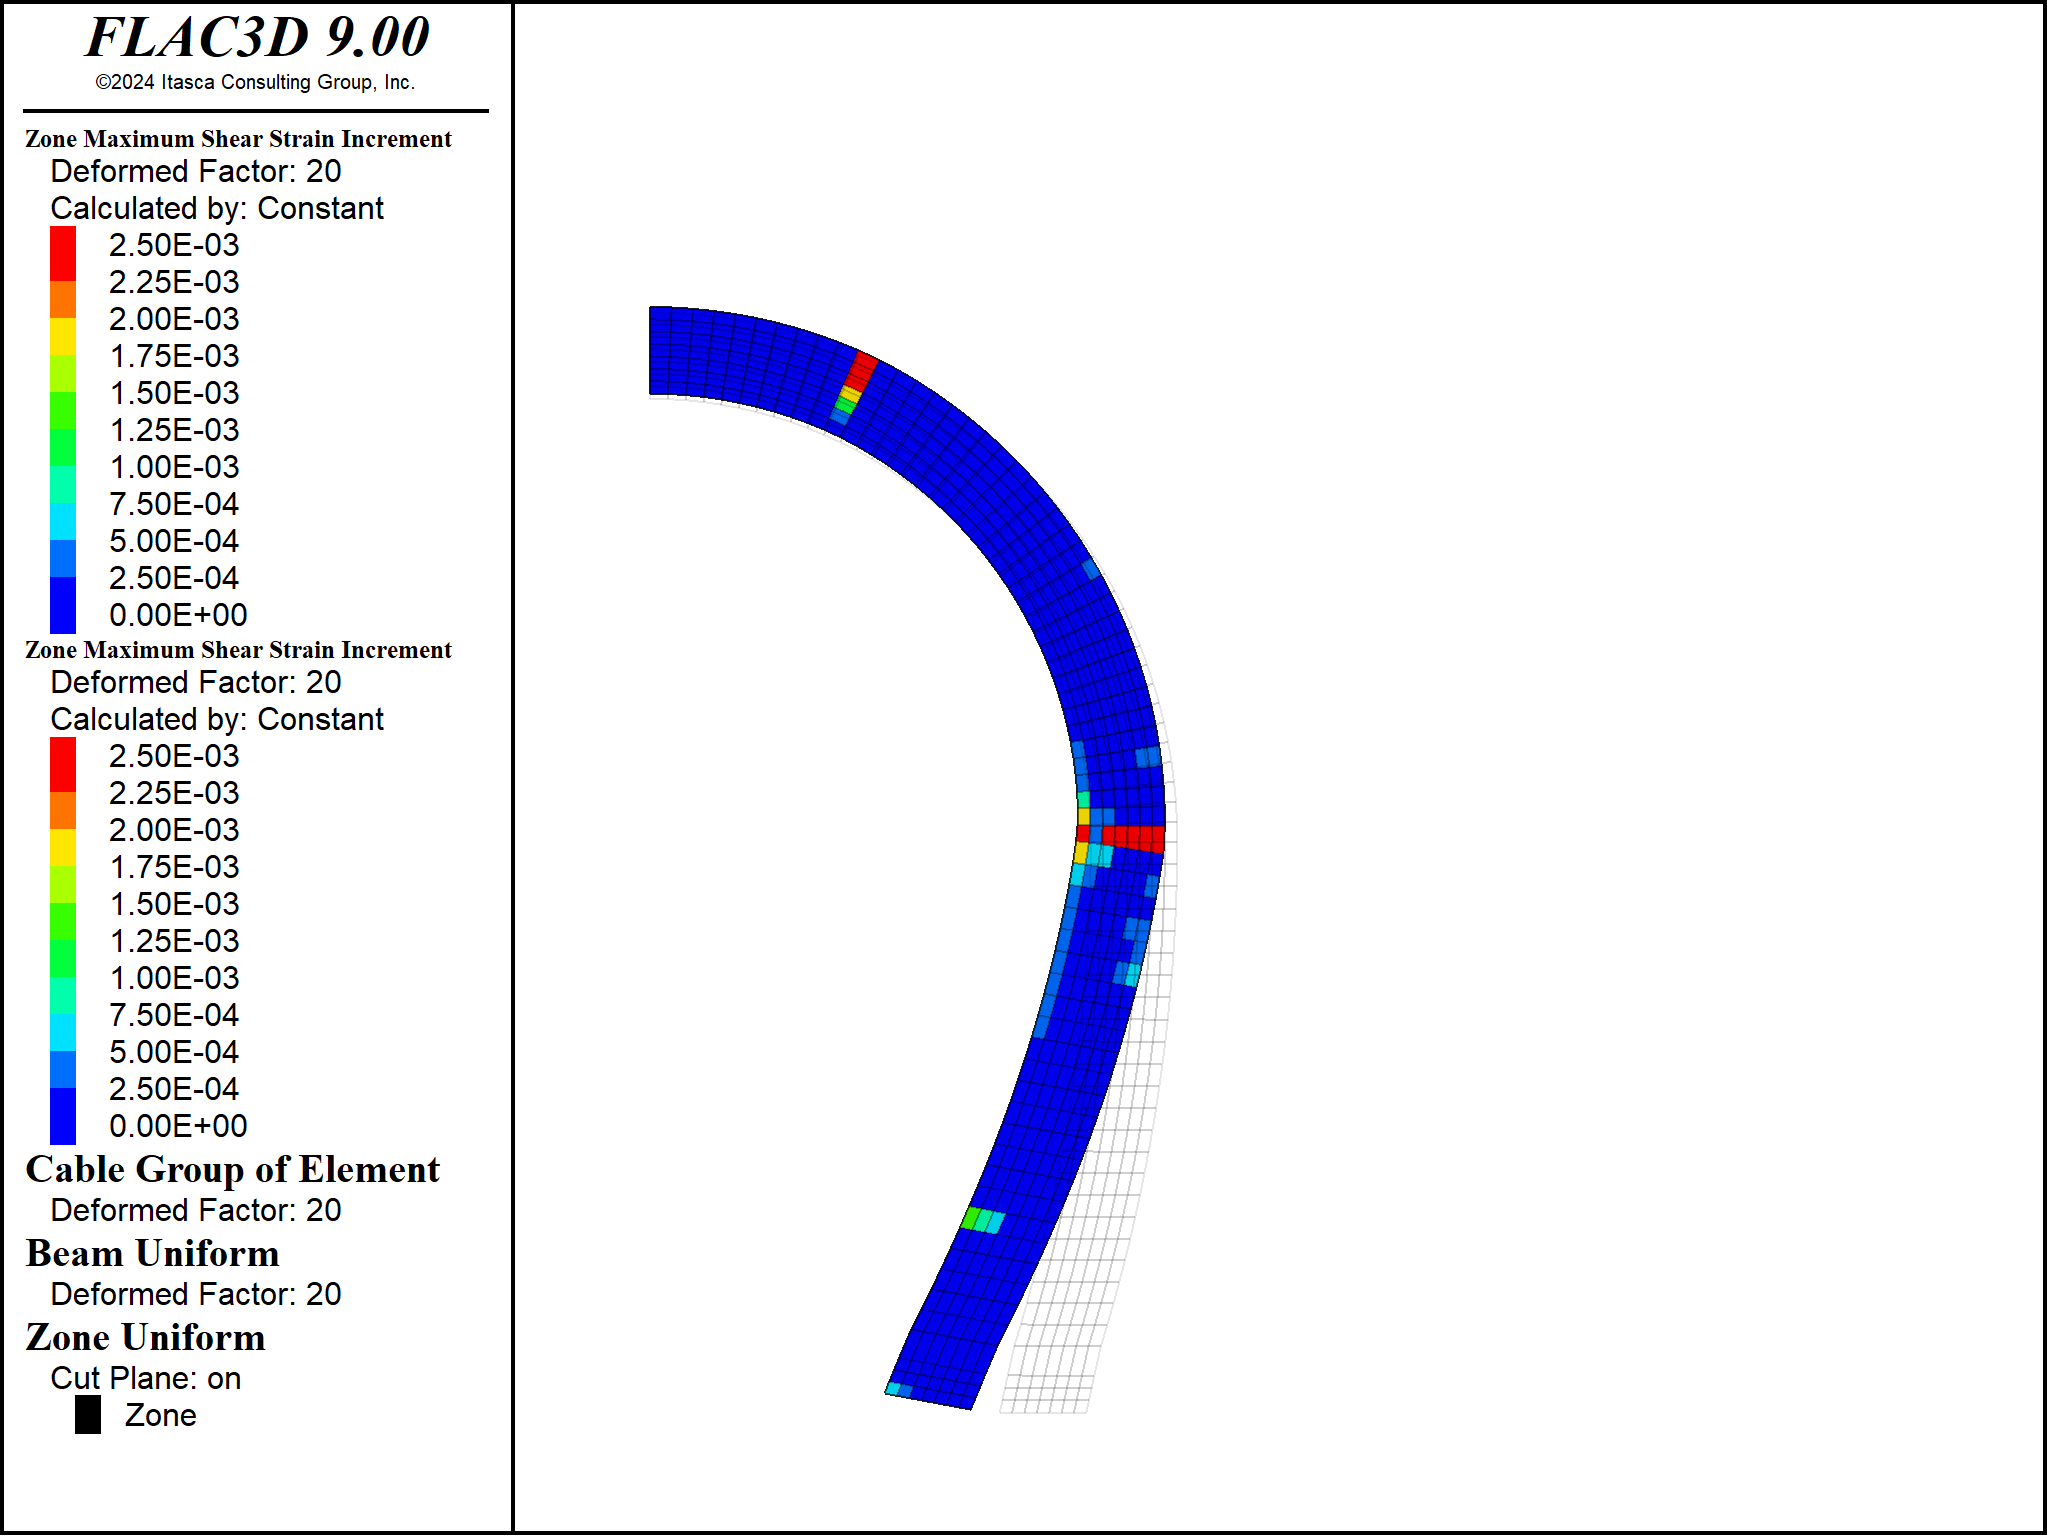 FLAC3D 9.00
©2024 Itasca Consulting Group, Inc.
Zone Maximum Shear Strain Increment
Deformed Factor: 20
Calculated by: Constant
2.50E-03
2.25E-03
2.00E-03
1.75E-03
1.50E-03
1.25E-03
1.00E-03
7.50E-04
5.00E-04
2.50E-04
0.00E+00
Zone Maximum Shear Strain Increment
Deformed Factor: 20
Calculated by: Constant
2.50E-03
2.25E-03
2.00E-03
1.75E-03
1.50E-03
1.25E-03
1.00E-03
7.50E-04
5.00E-04
2.50E-04
0.00E+00
Cable Group of Element
Deformed Factor: 20
Beam Uniform
Deformed Factor: 20
Zone Uniform
Cut Plane: on
Zone